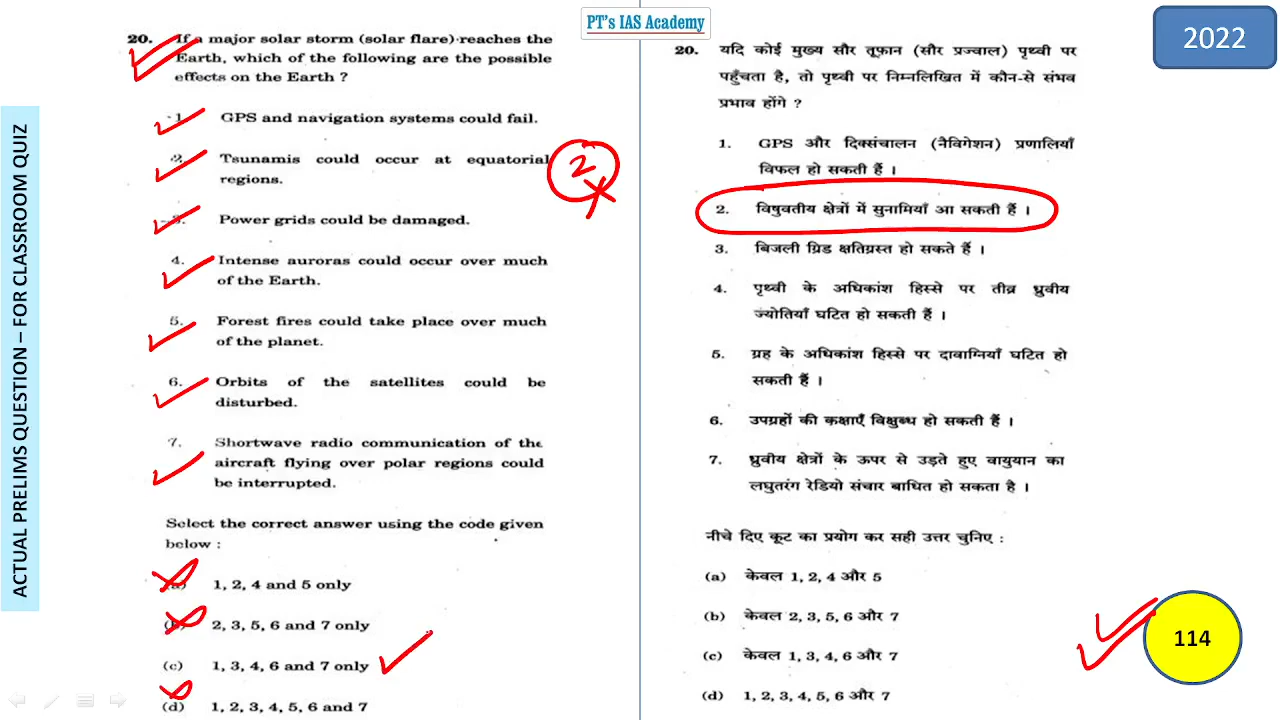 PT's IAS Academy
2022
ACTUAL PRELIMS QUESTION – FOR CLASSROOM QUIZ
20. If a major solar storm (solar flare) reaches the
Earth, which of the following are the possible
effects on the Earth ?
1. GPS and navigation systems could fail.
2. Tsunamis could occur at equatorial
regions.
3. Power grids could be damaged.
4. Intense auroras could occur over much
of the Earth.
5. Forest fires could take place over much
of the planet.
6. Orbits of the satellites could be
disturbed.
7. Shortwave radio communication of the
aircraft flying over polar regions could
be interrupted.
Select the correct answer using the code given
below :
(a) 1, 2, 4 and 5 only
(b) 2, 3, 5, 6 and 7 only
(c) 1, 3, 4, 6 and 7 only
(d) 1, 2, 3, 4, 5, 6 and 7
2
20. यदि कोई मुख्य सौर तूफ़ान (सौर प्रज्वाल) पृथ्वी पर
पहुँचता है, तो पृथ्वी पर निम्नलिखित में कौन-से संभव
प्रभाव होंगे ?
1. GPS और दिक्संचालन (नैविगेशन) प्रणालियाँ
विफल हो सकती हैं ।
2. विषुवतीय क्षेत्रों में सुनामियाँ आ सकती हैं ।
3. बिजली ग्रिड क्षतिग्रस्त हो सकते हैं ।
4. पृथ्वी के अधिकांश हिस्से पर तीव्र ध्रुवीय
ज्योतियाँ घटित हो सकती हैं ।
5. ग्रह के अधिकांश हिस्से पर दावाग्नियाँ घटित हो
सकती हैं ।
6. उपग्रहों की कक्षाएँ विक्षुब्ध हो सकती हैं ।
7. ध्रुवीय क्षेत्रों के ऊपर से उड़ते हुए वायुयान का
लघुतरंग रेडियो संचार बाधित हो सकता है ।
नीचे दिए कूट का प्रयोग कर सही उत्तर चुनिए :
(a) केवल 1, 2, 4 और 5
(b) केवल 2, 3, 5, 6 और 7
(c) केवल 1, 3, 4, 6 और 7
(d) 1, 2, 3, 4, 5, 6 और 7
114